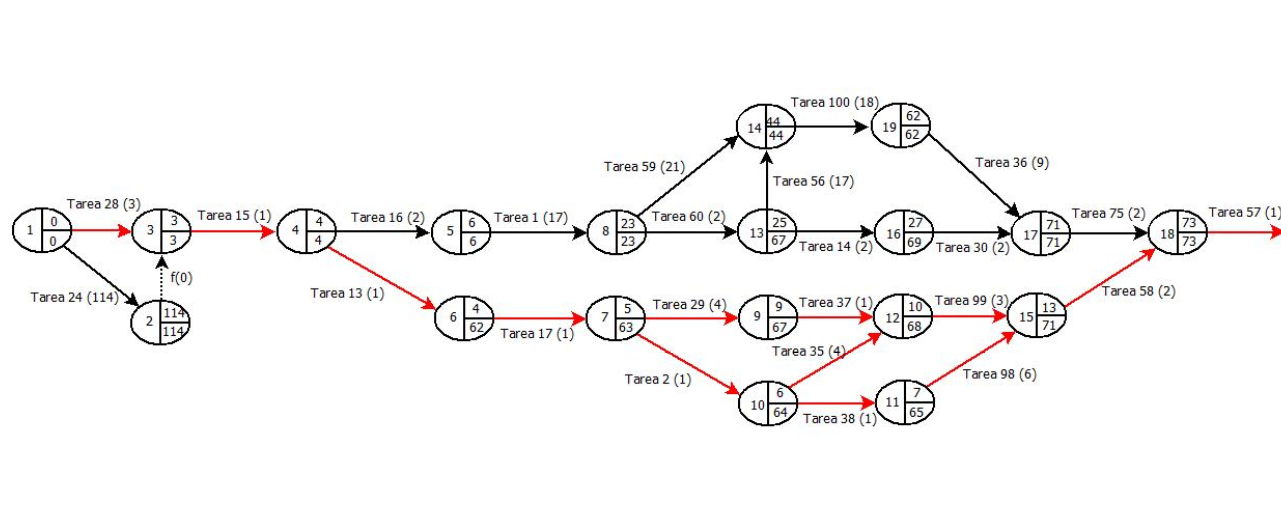 Tarea 100 (18)
14
44
44
19
62
62
Tarea 59 (21)
Tarea 36 (9)
Tarea 56 (17)
Tarea 28 (3)
Tarea 15 (1)
Tarea 16 (2)
Tarea 1 (17)
Tarea 60 (2)
Tarea 75 (2)
Tarea 57 (1)
1
0
0
3
3
3
4
4
4
5
6
6
8
23
23
13
25
67
16
27
69
17
71
71
18
73
73
Tarea 14 (2)
Tarea 30 (2)
f(0)
Tarea 24 (114)
Tarea 13 (1)
Tarea 29 (4)
Tarea 37 (1)
Tarea 99 (3)
Tarea 58 (2)
2
114
114
6
4
62
7
5
63
9
9
67
12
10
68
15
13
71
Tarea 17 (1)
Tarea 35 (4)
Tarea 2 (1)
Tarea 98 (6)
10
6
64
11
7
65
Tarea 38 (1)